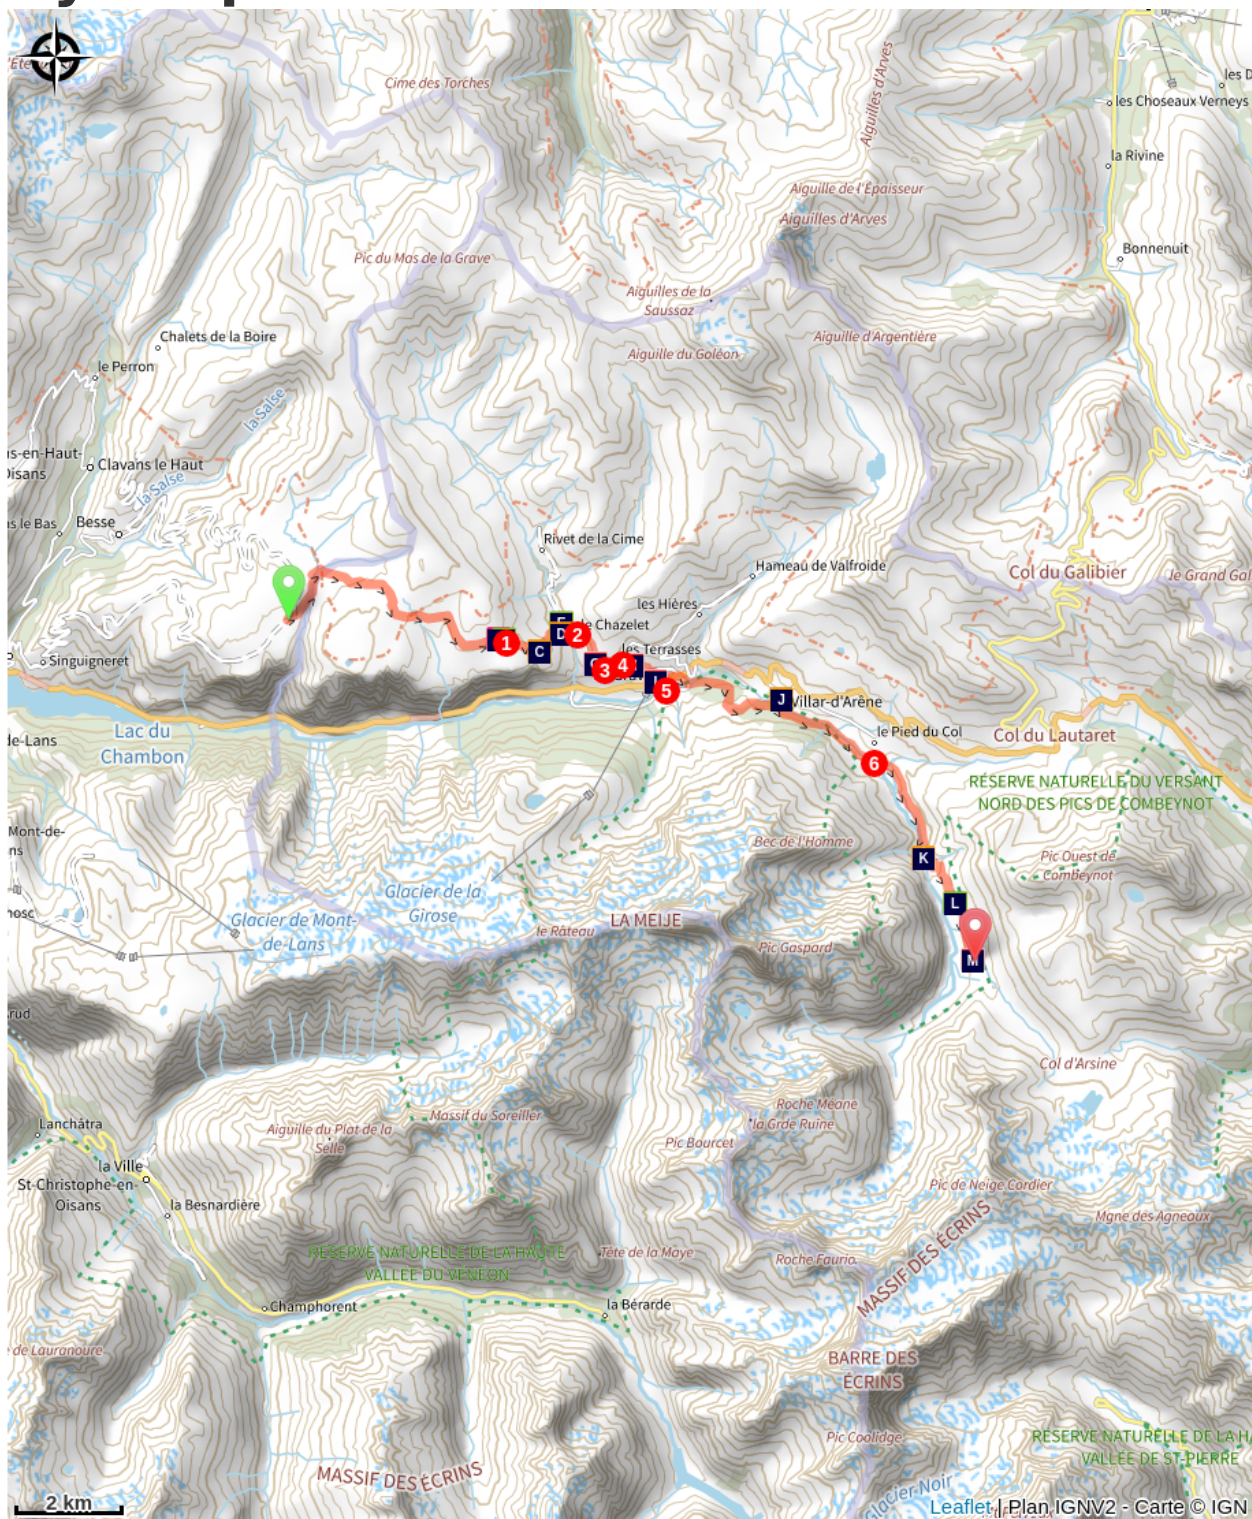 Cime des Torches
Aiguilles d'Arves
les Choseaux Verneys
la Rivine
Aiguille de l'Épaisseur
Aiguilles d'Arves
Bonnenuit
Pic du Mas de la Grave
Aiguilles de la
Saussaz
Chalets de la Boire
Aiguille d'Argentière
Aiguille du Goléon
le Perron
la Salse
Clavans le Haut
la Salse
Besse
Rivet de la Cime
Hameau de Valfroide
Col du Galibier
les Hières
le Chazelet
1
C
D
2
les Terrasses
3
4
Singuigneret
5
J
Villar-d'Arène
le Pied du Col
Col du Lautaret
Lac du
Chambon
6
RÉSERVE NATURELLE DU VERSANT
NORD DES PICS DE COMBEYNOT
Bec de l'Homme
K
Pic Ouest de
Combeynot
Glacier de la
Girose
L
Glacier de Mont-
de-Lans
LA MEIJE
le Râteau
Pic Gaspard
M
Col d'Arsine
Roche Méane
la Grde Ruine
Massif du Soreiller
Lanchâtra
Aiguille du Plat de la
Selle
Pic Bourcet
la Ville
St-Christophe-en-
Oisans
Pic de Neige Cordier
la Besnardière
Mgne des Agneaux
MASSIF DES ÉCRINS
RÉSERVE NATURELLE DE LA HAUTE
VALLÉE DU VÉNÉON
Tête de la Maye
Roche Faurio
Champhorent
la Bérarde
BARRE DES
ÉCRINS
Pic Coolidge
VALLÉE DE ST-PIERRE
MASSIF DES ÉCRINS
Glacier Noir
2 km
Leaflet | Plan IGNV2 - Carte © IGN